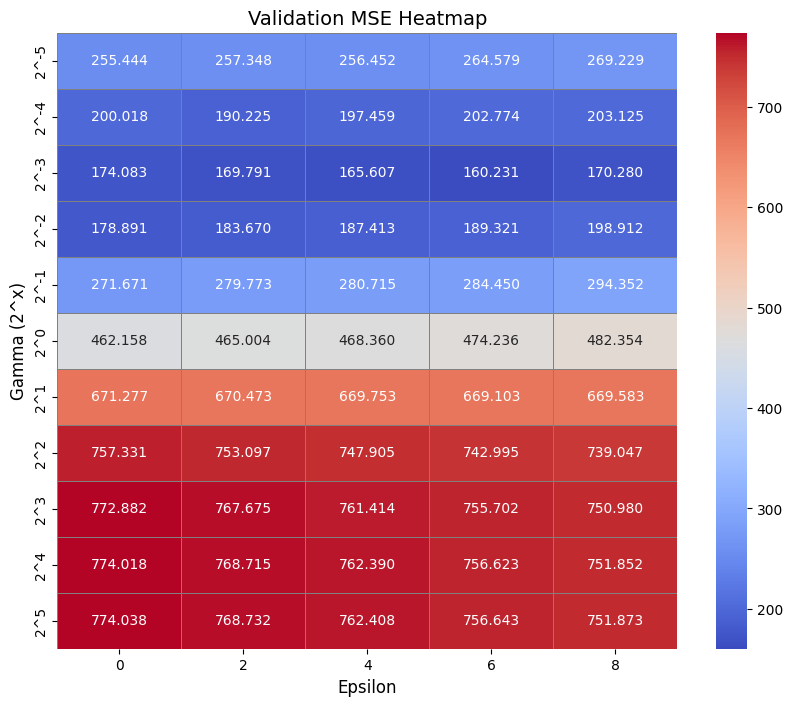 Validation MSE Heatmap
Gamma (2^x)
2^-5 255.444 257.348 256.452 264.579 269.229
2^-4 200.018 190.225 197.459 202.774 203.125
2^-3 174.083 169.791 165.607 160.231 170.280
2^-2 178.891 183.670 187.413 189.321 198.912
2^-1 271.671 279.773 280.715 284.450 294.352
2^0 462.158 465.004 468.360 474.236 482.354
2^1 671.277 670.473 669.753 669.103 669.583
2^2 757.331 753.097 747.905 742.995 739.047
2^3 772.882 767.675 761.414 755.702 750.980
2^4 774.018 768.715 762.390 756.623 751.852
2^5 774.038 768.732 762.408 756.643 751.873
0 2 4 6 8
Epsilon
700
600
500
400
300
200